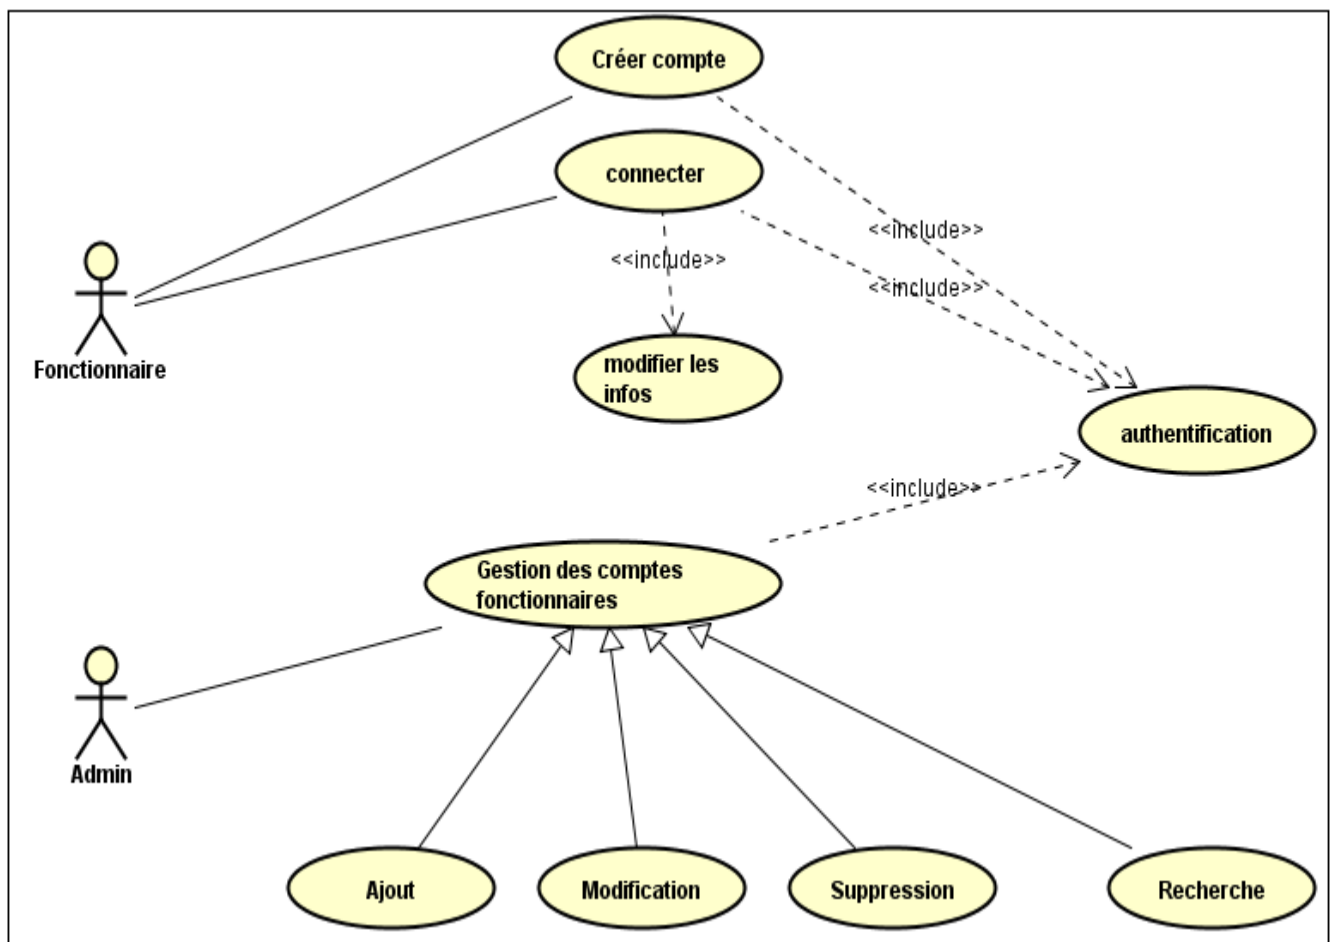 Créer compte
connecter
<<include>>
<<include>>
<<include>>
Fonctionnaire
modifier les
infos
authentification
<<include>>
Gestion des comptes
fonctionnaires
Admin
Ajout
Modification
Suppression
Recherche